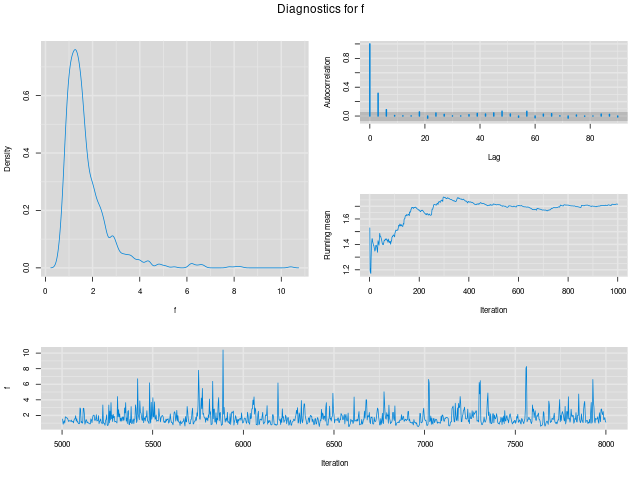 Diagnostics for f
Density
0.0 0.2 0.4 0.6
0 2 4 6 8 10
f
Autocorrelation
0.0 0.4 0.8
0 20 40 60 80
Lag
Running mean
1.2 1.4 1.6
0 200 400 600 800 1000
Iteration
f
2 4 6 8 10
5000 5500 6000 6500 7000 7500 8000
Iteration